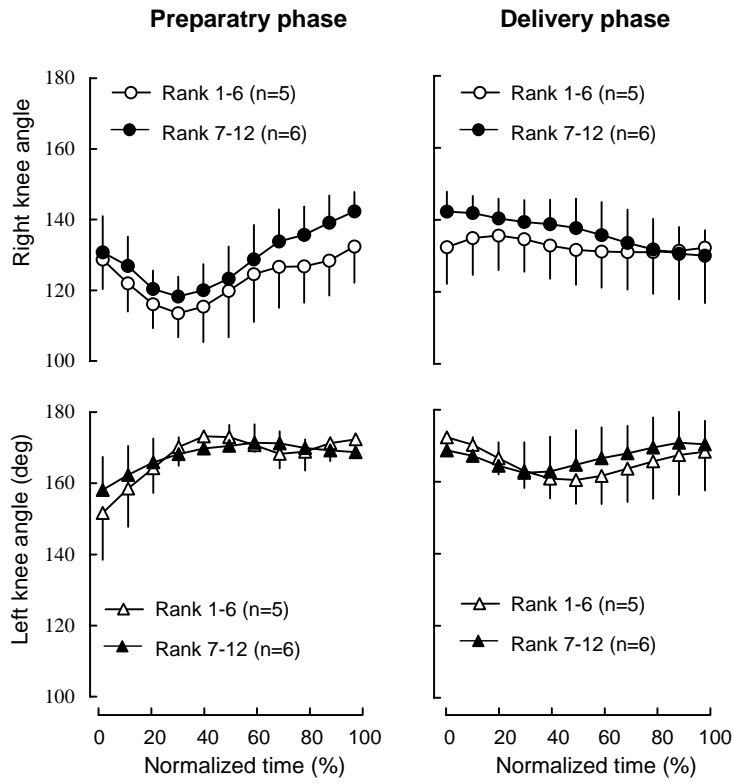 Preparatry phase
Delivery phase
Right knee angle
180
160
140
120
100
Rank 1-6 (n=5)
Rank 7-12 (n=6)
Rank 1-6 (n=5)
Rank 7-12 (n=6)
Left knee angle (deg)
180
160
140
120
100
Rank 1-6 (n=5)
Rank 7-12 (n=6)
Rank 1-6 (n=5)
Rank 7-12 (n=6)
0 20 40 60 80 100
Normalized time (%)
0 20 40 60 80 100
Normalized time (%)